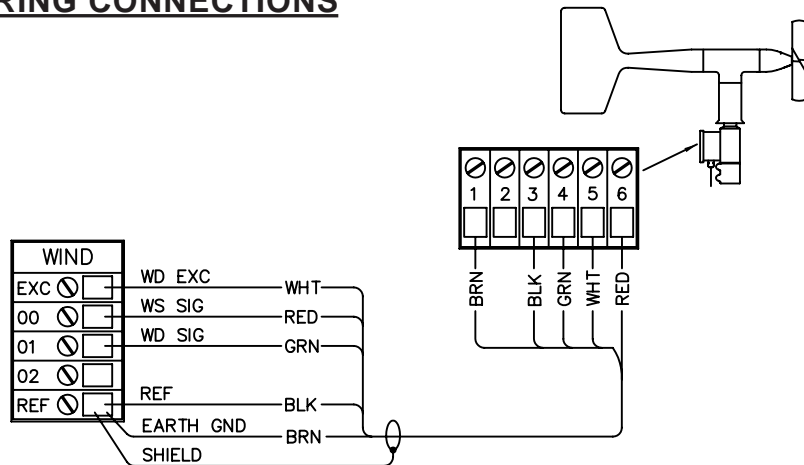 RING CONNECTIONS
1 2 3 4 5 6
BRN BLK GRN WHT RED
WIND
EXC WD EXC WHT
00 WS SIG RED
01 WD SIG GRN
02
REF REF BLK
EARTH GND BRN
SHIELD